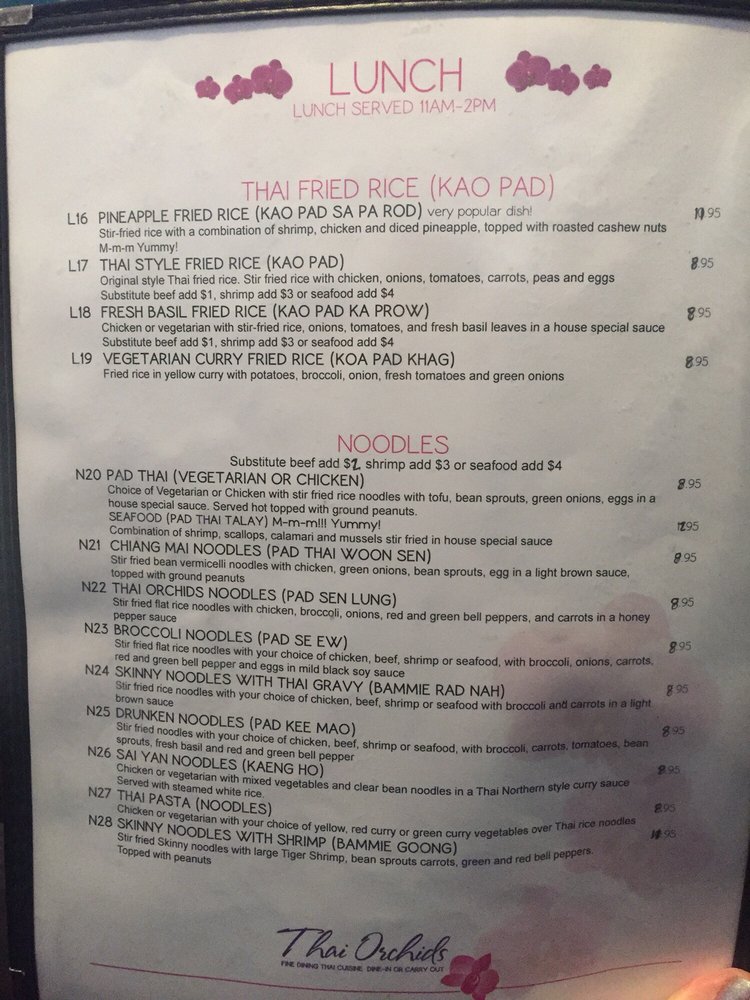 LUNCH
LUNCH SERVED 11AM-2PM
THAI FRIED RICE (KAO PAD)
L16 PINEAPPLE FRIED RICE (KAO PAD SA PA ROD) very popular dish! 11.95
Stir-fried rice with a combination of shrimp, chicken and diced pineapple, topped with roasted cashew nuts
M-m-m Yummy!
L17 THAI STYLE FRIED RICE (KAO PAD) 8.95
Original style Thai fried rice. Stir fried rice with chicken, onions, tomatoes, carrots, peas and eggs
Substitute beef add $1, shrimp add $3 or seafood add $4
L18 FRESH BASIL FRIED RICE (KAO PAD KA PROW) 8.95
Chicken or vegetarian with stir-fried rice, onions, tomatoes, and fresh basil leaves in a house special sauce
Substitute beef add $1, shrimp add $3 or seafood add $4
L19 VEGETARIAN CURRY FRIED RICE (KOA PAD KHAG) 8.95
Fried rice in yellow curry with potatoes, broccoli, onion, fresh tomatoes and green onions
NOODLES
Substitute beef add $2, shrimp add $3 or seafood add $4
N20 PAD THAI (VEGETARIAN OR CHICKEN) 8.95
Choice of Vegetarian or Chicken with stir fried rice noodles with tofu, bean sprouts, green onions, eggs in a
house special sauce. Served hot topped with ground peanuts.
SEAFOOD (PAD THAI TALAY) M-m-m!!! Yummy! 12.95
Combination of shrimp, scallops, calamari and mussels stir fried in house special sauce
N21 CHIANG MAI NOODLES (PAD THAI WOON SEN) 8.95
Stir fried bean vermicelli noodles with chicken, green onions, bean sprouts, egg in a light brown sauce,
topped with ground peanuts
N22 THAI ORCHIDS NOODLES (PAD SEN LUNG) 8.95
Stir fried flat rice noodles with chicken, broccoli, onions, red and green bell peppers, and carrots in a honey
pepper sauce
N23 BROCCOLI NOODLES (PAD SE EW) 8.95
Stir fried flat rice noodles with your choice of chicken, beef, shrimp or seafood, with broccoli, onions, carrots,
red and green bell pepper and eggs in mild black soy sauce
N24 SKINNY NOODLES WITH THAI GRAVY (BAMMIE RAD NAH) 8.95
Stir fried rice noodles with your choice of chicken, beef, shrimp or seafood with broccoli and carrots in a light
brown sauce
N25 DRUNKEN NOODLES (PAD KEE MAO) 8.95
Stir fried noodles with your choice of chicken, beef, shrimp or seafood, with broccoli, carrots, tomatoes, bean
sprouts, fresh basil and red and green bell pepper
N26 SAI YAN NOODLES (KAENG HO) 8.95
Chicken or vegetarian with mixed vegetables and clear bean noodles in a Thai Northern style curry sauce
Served with steamed white rice.
N27 THAI PASTA (NOODLES) 8.95
Chicken or vegetarian with your choice of yellow, red curry or green curry vegetables over Thai rice noodles
N28 SKINNY NOODLES WITH SHRIMP (BAMMIE GOONG) 11.95
Stir fried Skinny noodles with large Tiger Shrimp, bean sprouts carrots, green and red bell peppers.
Topped with peanuts
Thai Orchids
FINE DINING THAI CUISINE DINE-IN OR CARRY OUT